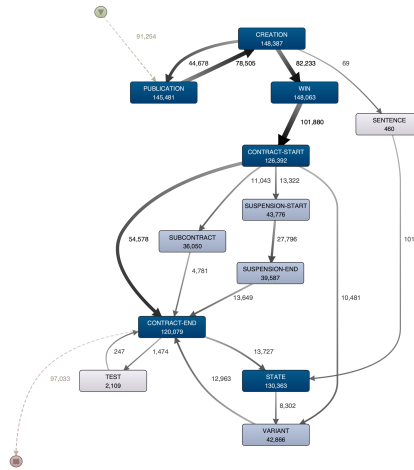 CREATION
148,387
91,254
44,678
78,505
82,233
69
PUBLICATION
145,481
WIN
148,063
101,880
SENTENCE
460
CONTRACT-START
126,392
11,043
13,322
SUSPENSION-START
43,776
54,578
SUBCONTRACT
36,050
27,796
101
4,781
SUSPENSION-END
39,587
13,649
10,481
CONTRACT-END
120,079
247
1,474
13,727
97,033
TEST
2,109
12,963
STATE
130,363
8,302
VARIANT
42,866